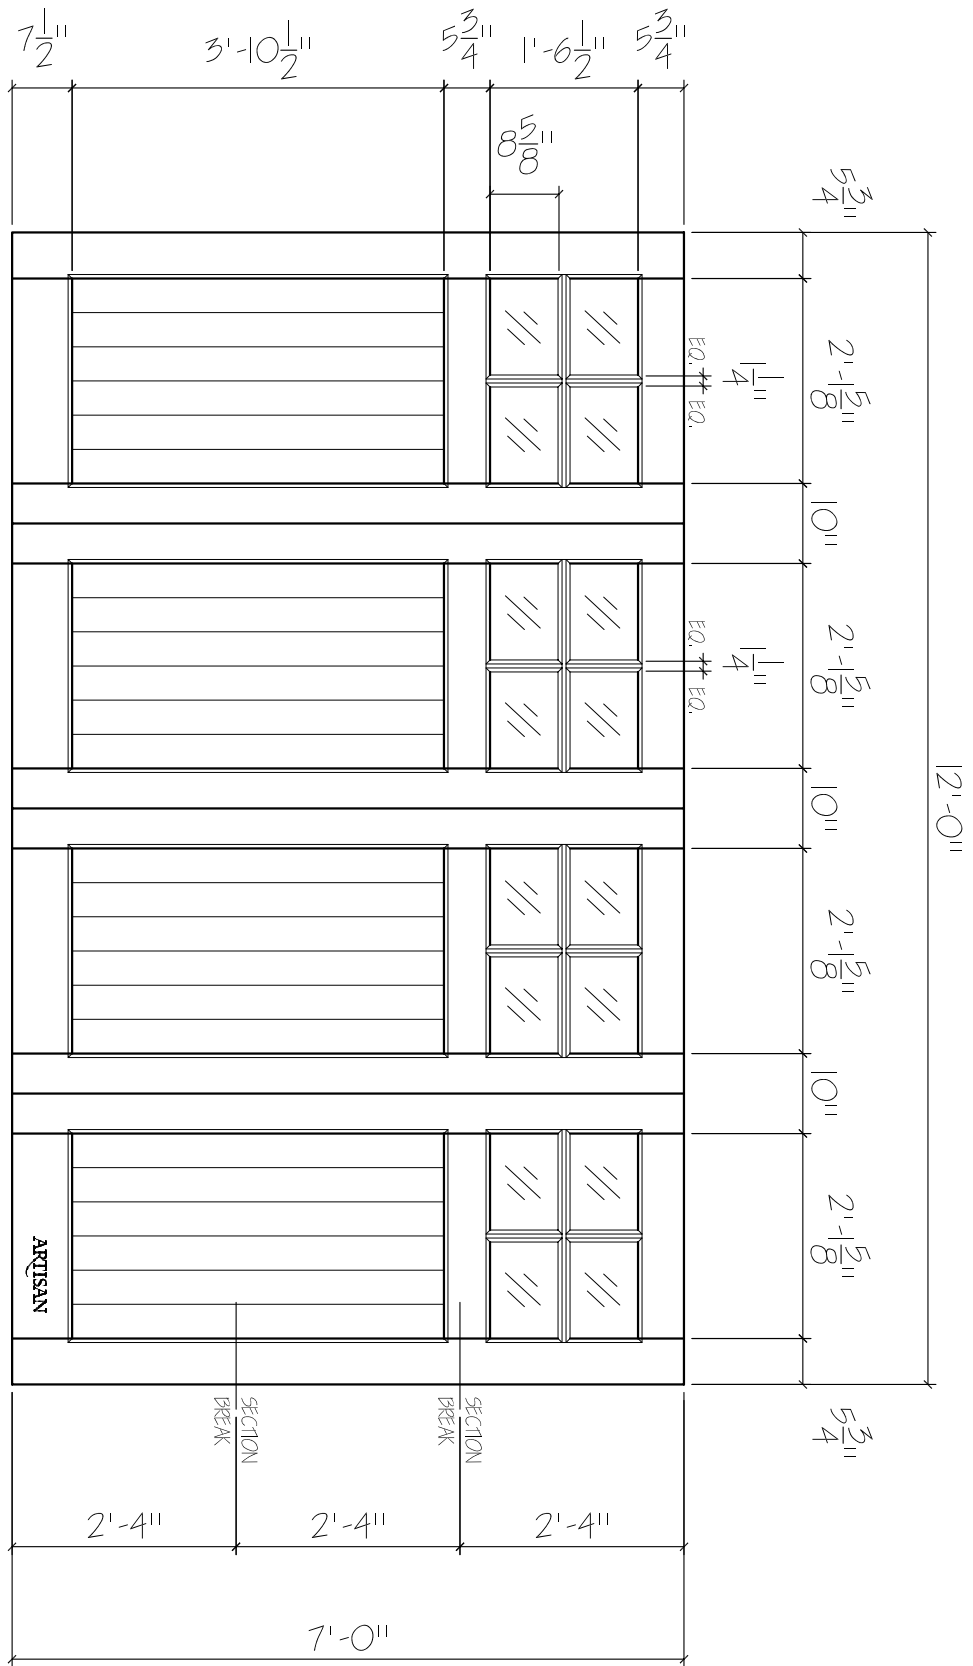 7 1/2"
3'-10 1/2"
5 3/4"
1'-6 1/2"
5 3/4"
8 5/8"
5 3/4"
2'-1 5/8"
10"
2'-1 5/8"
10"
2'-1 5/8"
10"
2'-1 5/8"
5 3/4"
12'-0"
EQ.
1 1/4"
EQ.
EQ.
1 1/4"
EQ.
ARTISAN
SECTION
BREAK
SECTION
BREAK
2'-4"
2'-4"
2'-4"
7'-0"